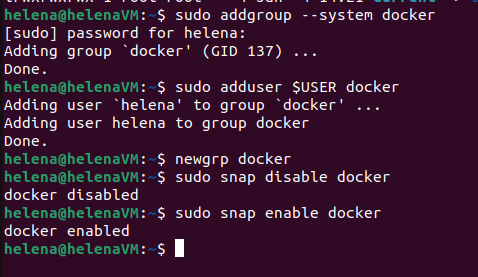 helena@helenaVM:~$ sudo addgroup --system docker
[sudo] password for helena:
Adding group `docker' (GID 137) ...
Done.
helena@helenaVM:~$ sudo adduser $USER docker
Adding user `helena' to group `docker' ...
Adding user helena to group docker
Done.
helena@helenaVM:~$ newgrp docker
helena@helenaVM:~$ sudo snap disable docker
docker disabled
helena@helenaVM:~$ sudo snap enable docker
docker enabled
helena@helenaVM:~$